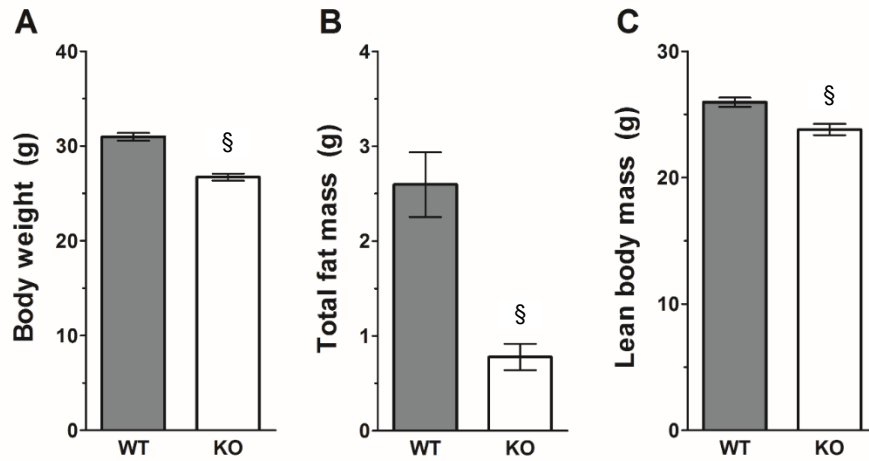 A
Body weight (g)
40
30
20
10
0
§
WT
KO
B
Total fat mass (g)
4
3
2
1
0
§
WT
KO
C
Lean body mass (g)
30
20
10
0
§
WT
KO